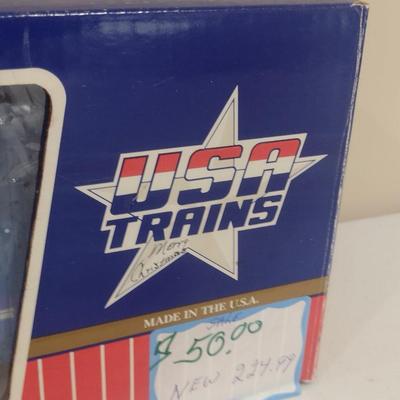 USA
TRAINS
Merry
Christmas
MADE IN THE U.S.A.
SALE
$50.00
NEW 224.99